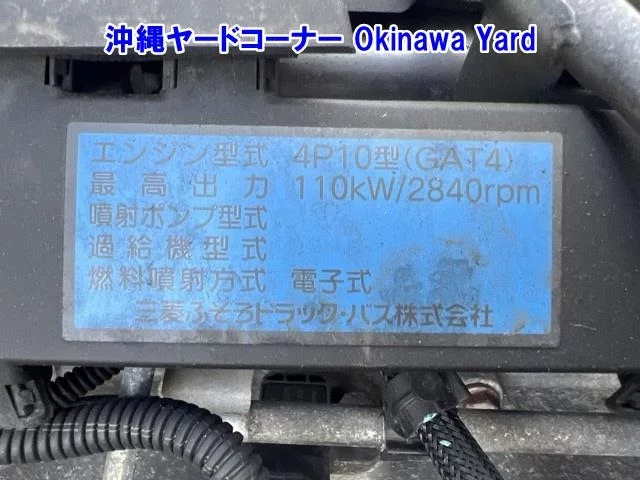 沖縄ヤードコーナー Okinawa Yard
エンジン型式 4P10型(GAT4)
最高出力 110kW/2840rpm
噴射ポンプ型式
過給機型式
燃料噴射方式 電子式
三菱ふそうトラック・バス株式会社